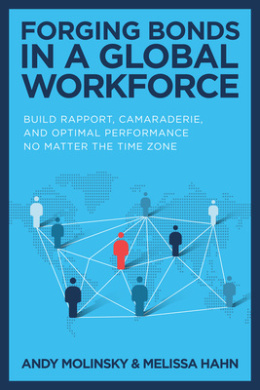 FORGING BONDS
IN A GLOBAL
WORKFORCE
BUILD RAPPORT, CAMARADERIE,
AND OPTIMAL PERFORMANCE
NO MATTER THE TIME ZONE
ANDY MOLINSKY & MELISSA HAHN